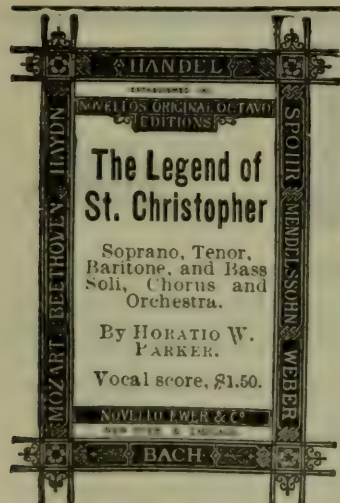 HANDEL
NOVELLO'S ORIGINAL OCTAVO
EDITIONS
MOZART BEETHOVEN HAYDN
The Legend of
St. Christopher
Soprano, Tenor,
Baritone, and Bass
Soli, Chorus and
Orchestra.
By HORATIO W.
PARKER.
Vocal score, $1.50.
SPOHR MENDELSSOHN WEBER
NOVELLO EWER & Co
BACH